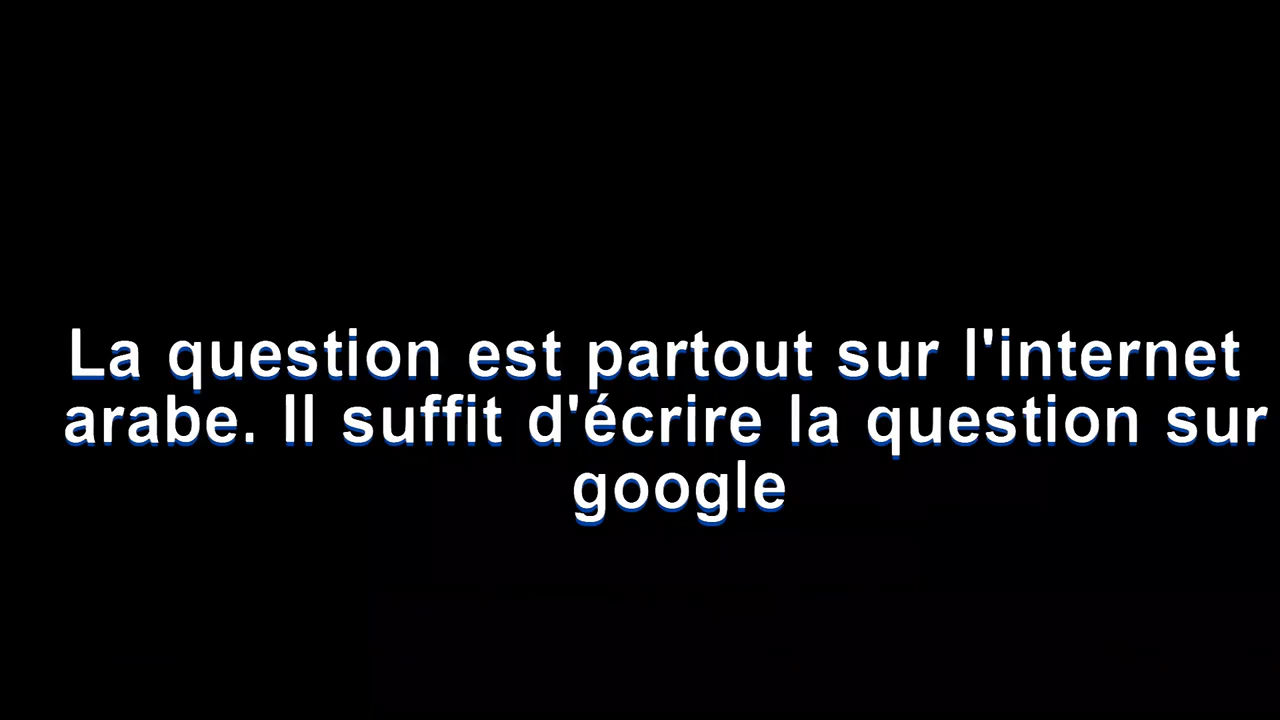 La question est partout sur l'internet
arabe. Il suffit d'écrire la question sur
google